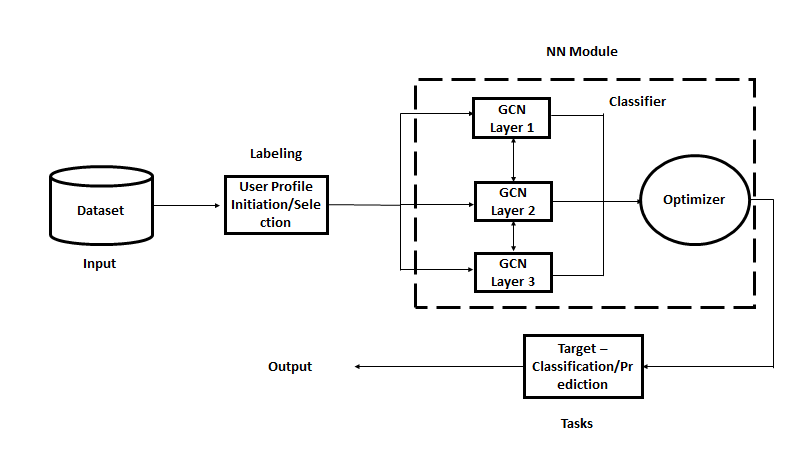 NN Module
Classifier
GCN
Layer 1
Labeling
User Profile
Initiation/Sele
ction
Dataset
Input
GCN
Layer 2
Optimizer
GCN
Layer 3
Target –
Classification/Pr
ediction
Output
Tasks